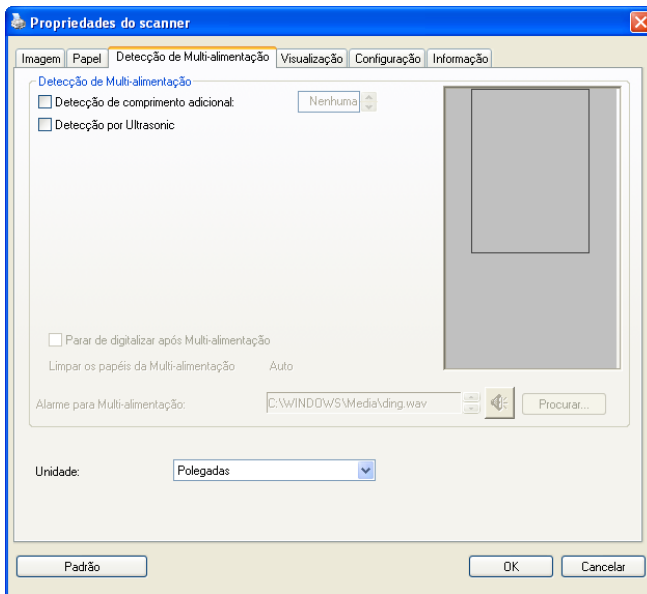 Propriedades do scanner
Imagem Papel Detecção de Multi-alimentação Visualização Configuração Informação
Detecção de Multi-alimentação
Detecção de comprimento adicional: Nenhuma
Detecção por Ultrasonic
Parar de digitalizar após Multi-alimentação
Limpar os papéis da Multi-alimentação Auto
Alarme para Multi-alimentação: C:\WINDOWS\Media\ding.wav Procurar...
Unidade: Polegadas
Padrão OK Cancelar